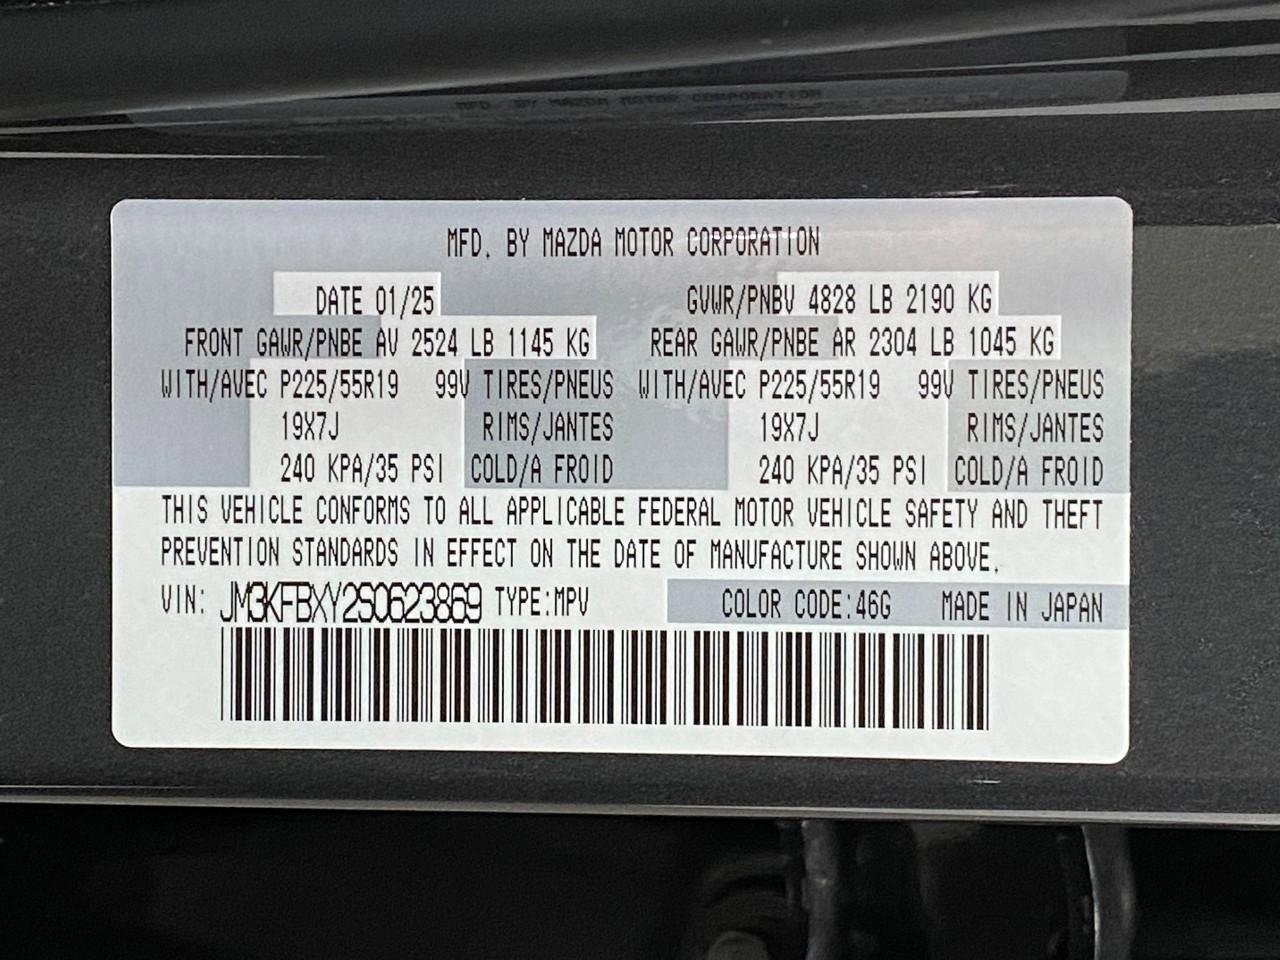 MFD. BY MAZDA MOTOR CORPORATION
DATE 01/25 GVWR/PNBV 4828 LB 2190 KG
FRONT GAWR/PNBE AV 2524 LB 1145 KG REAR GAWR/PNBE AR 2304 LB 1045 KG
WITH/AVEC P225/55R19 99V TIRES/PNEUS WITH/AVEC P225/55R19 99V TIRES/PNEUS
19X7J RIMS/JANTES 19X7J RIMS/JANTES
240 KPA/35 PSI COLD/A FROID 240 KPA/35 PSI COLD/A FROID
THIS VEHICLE CONFORMS TO ALL APPLICABLE FEDERAL MOTOR VEHICLE SAFETY AND THEFT
PREVENTION STANDARDS IN EFFECT ON THE DATE OF MANUFACTURE SHOWN ABOVE.
VIN: JM3KFBXY2S0623869 TYPE:MPV COLOR CODE:46G MADE IN JAPAN